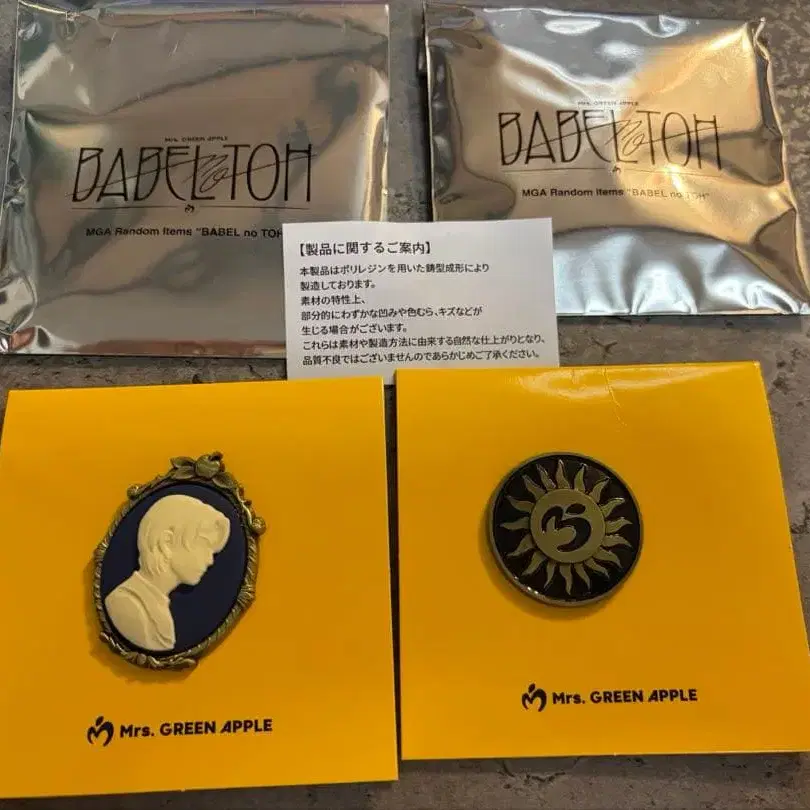 Mrs. GREEN APPLE
BABEL no TOH
MGA Random Items "BABEL no TOH"
Mrs. GREEN APPLE
BABEL no TOH
MGA Random Items "BABEL no TOH"
【製品に関するご案内】
本製品はポリレジンを用いた鋳型成形により
製造しております。
素材の特性上、
部分的にわずかな凹みや色むら、キズなどが
生じる場合がございます。
これらは素材や製造方法に由来する自然な仕上がりとなり、
品質不良ではございませんのであらかじめご了承ください。
Mrs. GREEN APPLE
Mrs. GREEN APPLE